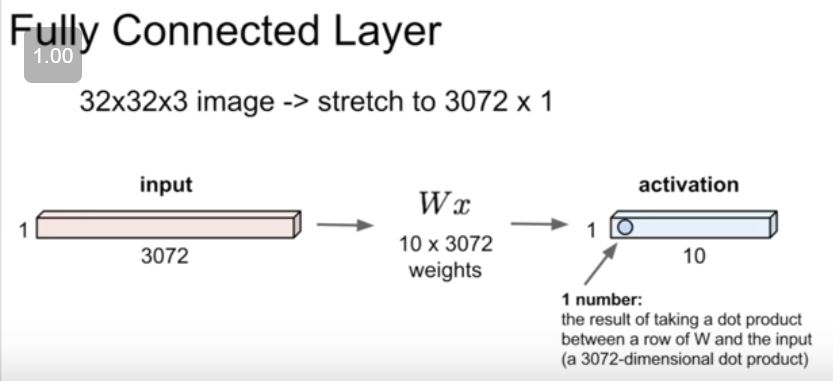 Fully Connected Layer
1.00
32x32x3 image -> stretch to 3072 x 1
input
1
3072
Wx
10 x 3072
weights
activation
1
10
1 number:
the result of taking a dot product
between a row of W and the input
(a 3072-dimensional dot product)